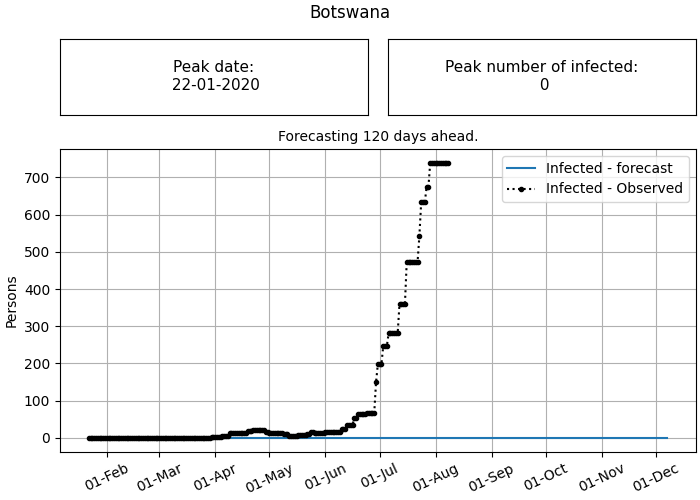 Botswana
Peak date:
22-01-2020
Peak number of infected:
0
Forecasting 120 days ahead.
Infected - forecast
Infected - Observed
Persons
700
600
500
400
300
200
100
0
01-Feb
01-Mar
01-Apr
01-May
01-Jun
01-Jul
01-Aug
01-Sep
01-Oct
01-Nov
01-Dec